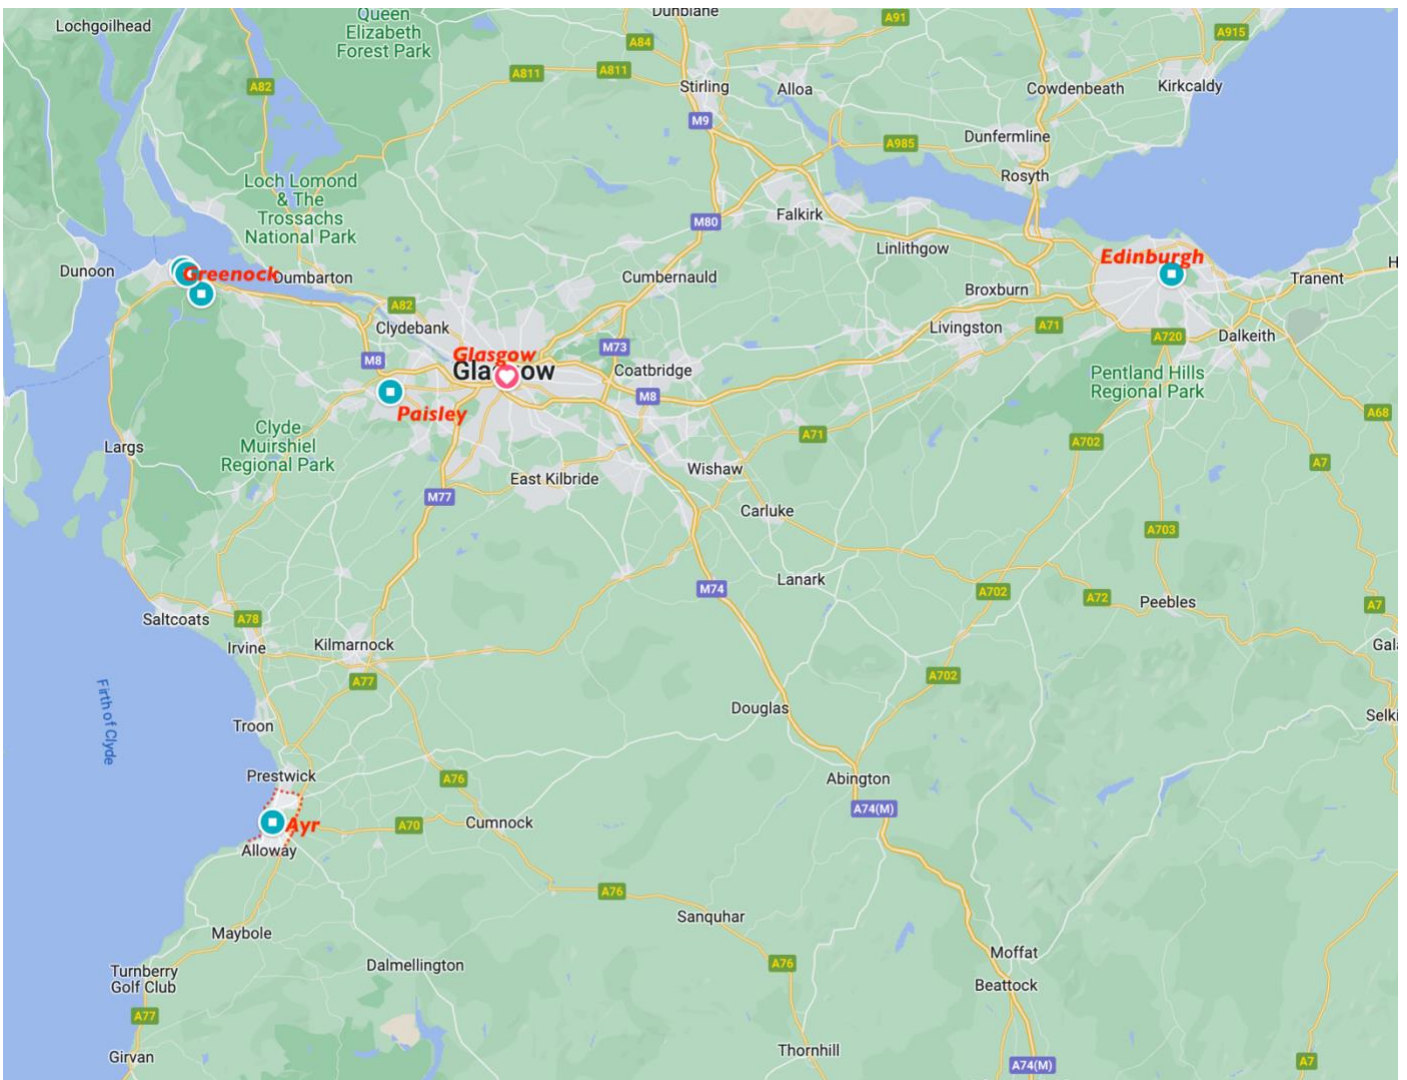 Lochgoilhead
Queen
Elizabeth
Forest Park
Dunblane
A91
A915
A84
A82
A811
A811
Stirling
Alloa
Cowdenbeath
Kirkcaldy
M9
Dunfermline
A985
Rosyth
Loch Lomond
& The
Trossachs
National Park
M80
Falkirk
Linlithgow
Edinburgh
Dunoon
Greenock
Dumbarton
Cumbernauld
Broxburn
Tranent
H
A82
Clydebank
Livingston
A71
A720
Dalkeith
M8
Glasgow
Glasgow
M73
Coatbridge
Pentland Hills
Regional Park
M8
Paisley
A68
Clyde
Muirshiel
Regional Park
Largs
A71
A702
A7
Wishaw
East Kilbride
M77
Carluke
A703
M74
Lanark
A702
A72
Peebles
A7
Saltcoats
A78
Irvine
Kilmarnock
Gala
A77
A702
Firth of Clyde
Douglas
Selki
Troon
Prestwick
A76
Abington
A74(M)
Ayr
A70
Cumnock
Alloway
A76
Sanquhar
Maybole
Moffat
Dalmellington
A76
Turnberry
Golf Club
Beattock
A77
Girvan
Thornhill
A74(M)
A7